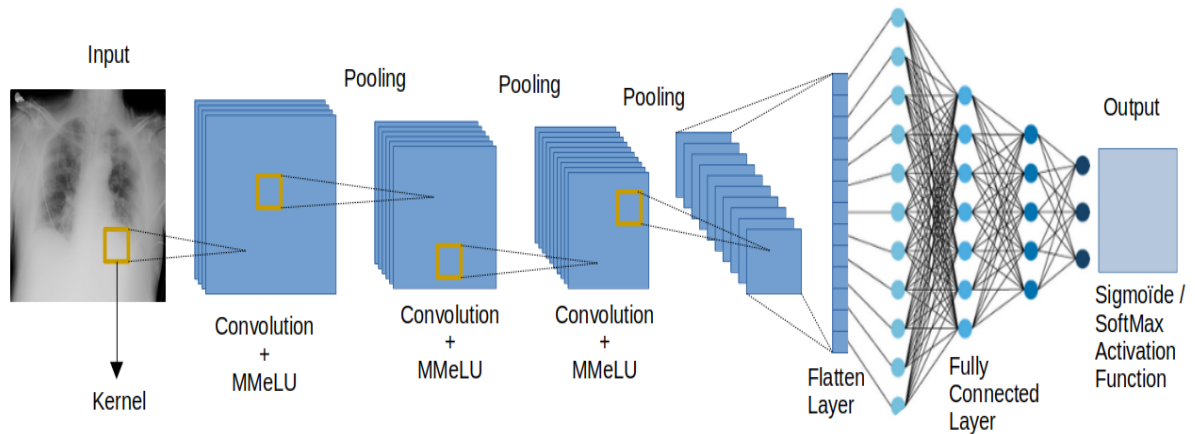 Input
Pooling
Pooling
Pooling
Output
Convolution
+
MMeLU
Convolution
+
MMeLU
Convolution
+
MMeLU
Kernel
Flatten
Layer
Fully
Connected
Layer
Sigmoïde /
SoftMax
Activation
Function